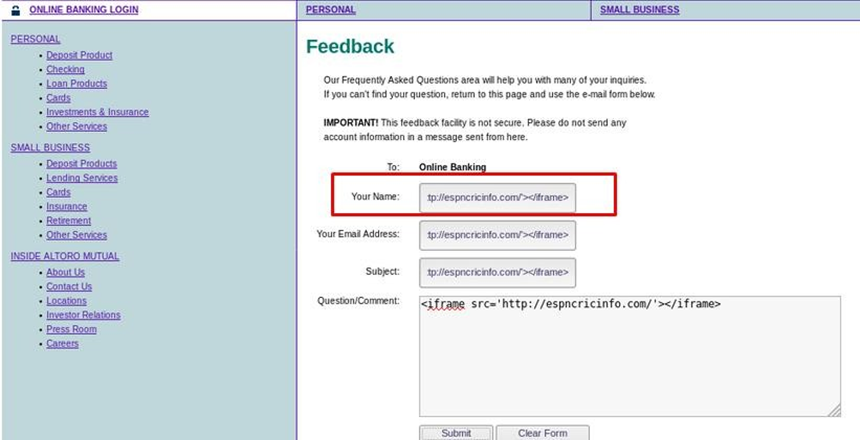 ONLINE BANKING LOGIN
PERSONAL
SMALL BUSINESS
PERSONAL
Deposit Product
Checking
Loan Products
Cards
Investments & Insurance
Other Services
SMALL BUSINESS
Deposit Products
Lending Services
Cards
Insurance
Retirement
Other Services
INSIDE ALTORO MUTUAL
About Us
Contact Us
Locations
Investor Relations
Press Room
Careers
Feedback
Our Frequently Asked Questions area will help you with many of your inquiries.
If you can't find your question, return to this page and use the e-mail form below.
IMPORTANT! This feedback facility is not secure. Please do not send any
account information in a message sent from here.
To: Online Banking
Your Name: tp://espncricinfo.com/'></iframe>
Your Email Address: tp://espncricinfo.com/'></iframe>
Subject: tp://espncricinfo.com/'></iframe>
Question/Comment: <iframe src='http://espncricinfo.com/'></iframe>
Submit Clear Form